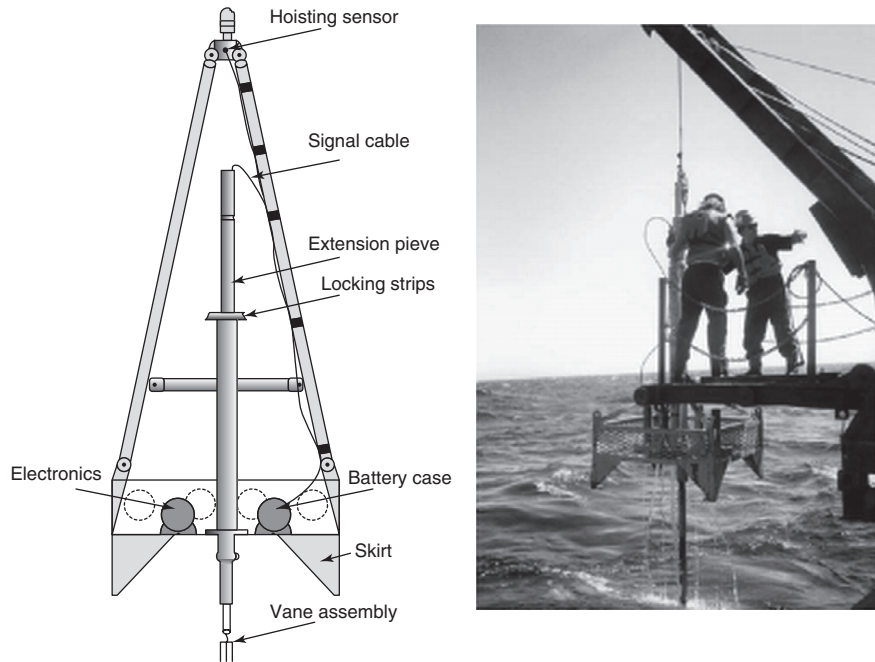 Hoisting sensor
Signal cable
Extension pieve
Locking strips
Electronics
Battery case
Skirt
Vane assembly